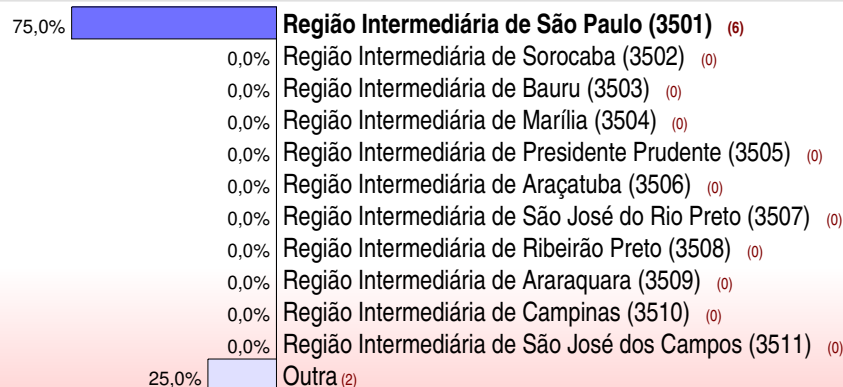 75,0% Região Intermediária de São Paulo (3501) (6)
0,0% Região Intermediária de Sorocaba (3502) (0)
0,0% Região Intermediária de Bauru (3503) (0)
0,0% Região Intermediária de Marília (3504) (0)
0,0% Região Intermediária de Presidente Prudente (3505) (0)
0,0% Região Intermediária de Araçatuba (3506) (0)
0,0% Região Intermediária de São José do Rio Preto (3507) (0)
0,0% Região Intermediária de Ribeirão Preto (3508) (0)
0,0% Região Intermediária de Araraquara (3509) (0)
0,0% Região Intermediária de Campinas (3510) (0)
0,0% Região Intermediária de São José dos Campos (3511) (0)
25,0% Outra (2)